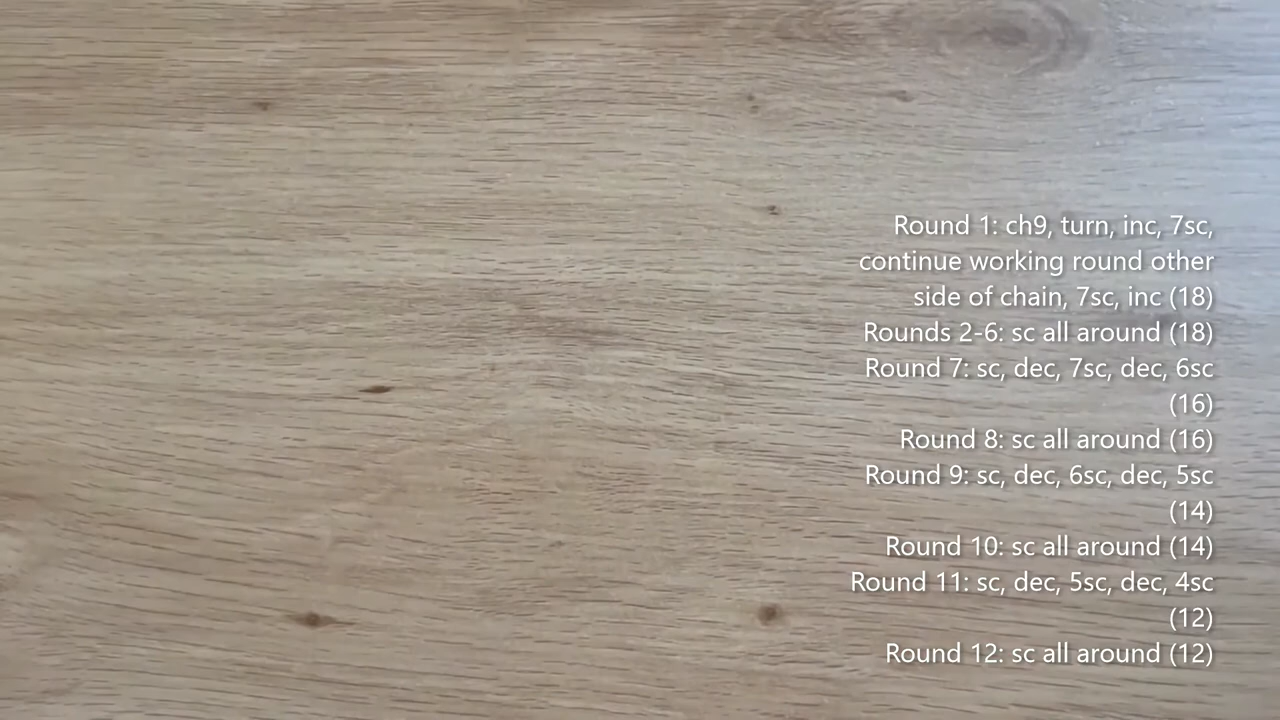 Round 1: ch9, turn, inc, 7sc,
continue working round other
side of chain, 7sc, inc (18)
Rounds 2-6: sc all around (18)
Round 7: sc, dec, 7sc, dec, 6sc
(16)
Round 8: sc all around (16)
Round 9: sc, dec, 6sc, dec, 5sc
(14)
Round 10: sc all around (14)
Round 11: sc, dec, 5sc, dec, 4sc
(12)
Round 12: sc all around (12)